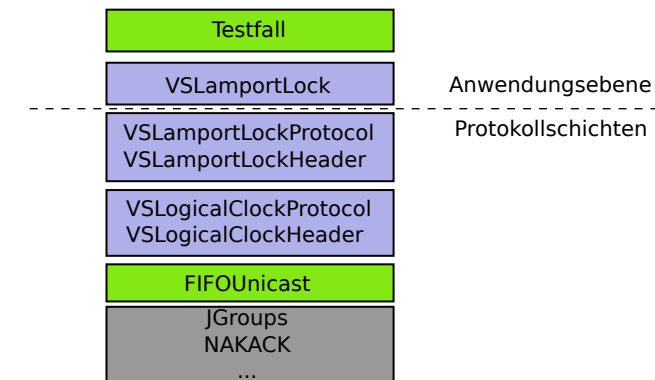 Testfall
VSLamportLock
Anwendungsebene
Protokollschichten
VSLamportLockProtocol
VSLamportLockHeader
VSLogicalClockProtocol
VSLogicalClockHeader
FIFOUnicast
JGroups
NAKACK
...